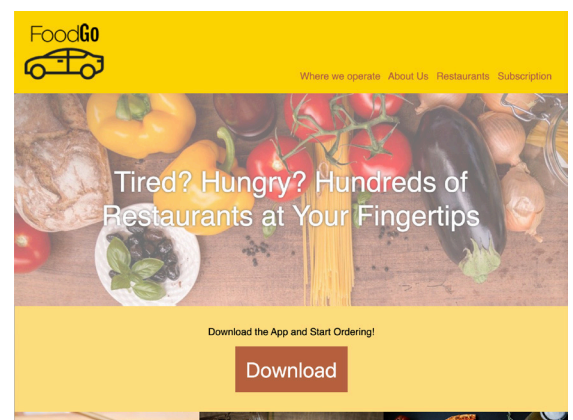 FoodGo
Where we operate About Us Restaurants Subscription
Tired? Hungry? Hundreds of
Restaurants at Your Fingertips
Download the App and Start Ordering!
Download